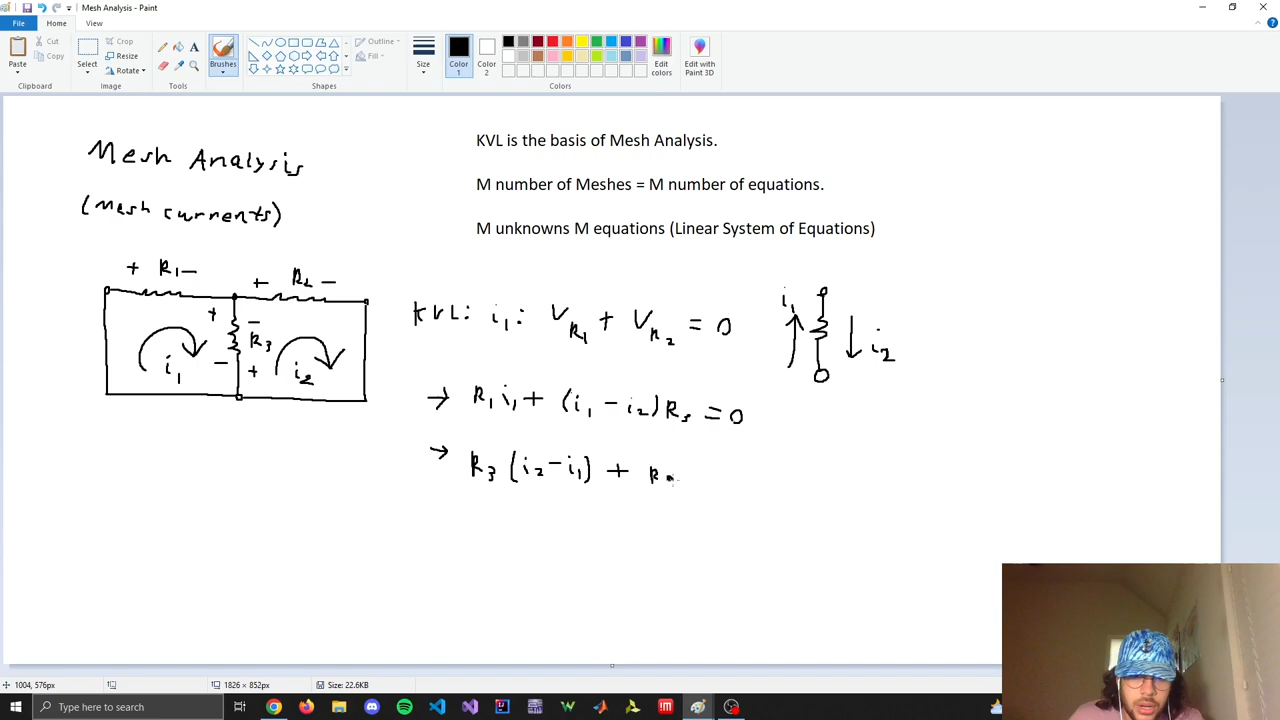 Mesh Analysis - Paint
File
Home
View
Paste
Cut
Copy
Clipboard
Select
Crop
Resize
Rotate
Image
Tools
Brushes
Outline
Fill
Shapes
Size
Color 1
Color 2
Edit colors
Colors
Edit with Paint 3D
Mesh Analysis
(Mesh currents)
KVL is the basis of Mesh Analysis.
M number of Meshes = M number of equations.
M unknowns M equations (Linear System of Equations)
+ R1 −
+ R2 −
+ −
R3
− +
i1
i2
KVL: i1: VR1 + VR2 = 0
i1
i2
→ R1 i1 + (i1 − i2) R3 = 0
→ R3 (i2 − i1) + R
1004, 576px
1826 × 852px
Size: 22.6KB
Type here to search